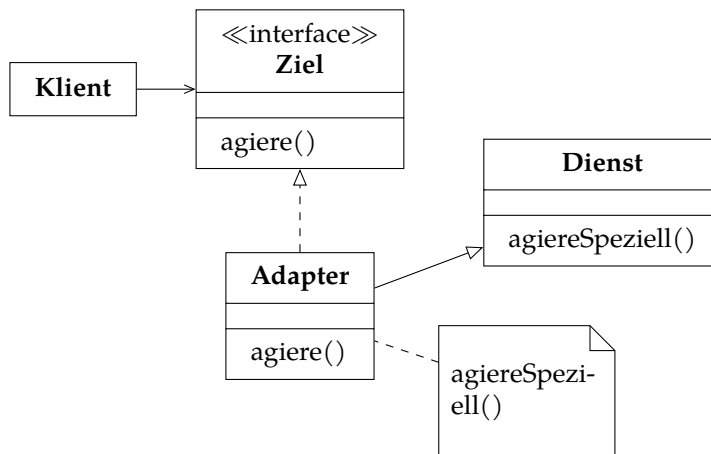 ≪interface≫
Ziel
Klient
agiere()
Dienst
agiereSpeziell()
Adapter
agiere()
agiereSpezi-
ell()